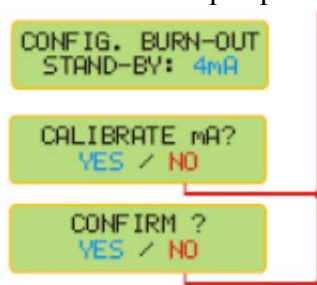 CONFIG. BURN-OUT
STAND-BY: 4mA
CALIBRATE mA?
YES / NO
CONFIRM ?
YES / NO